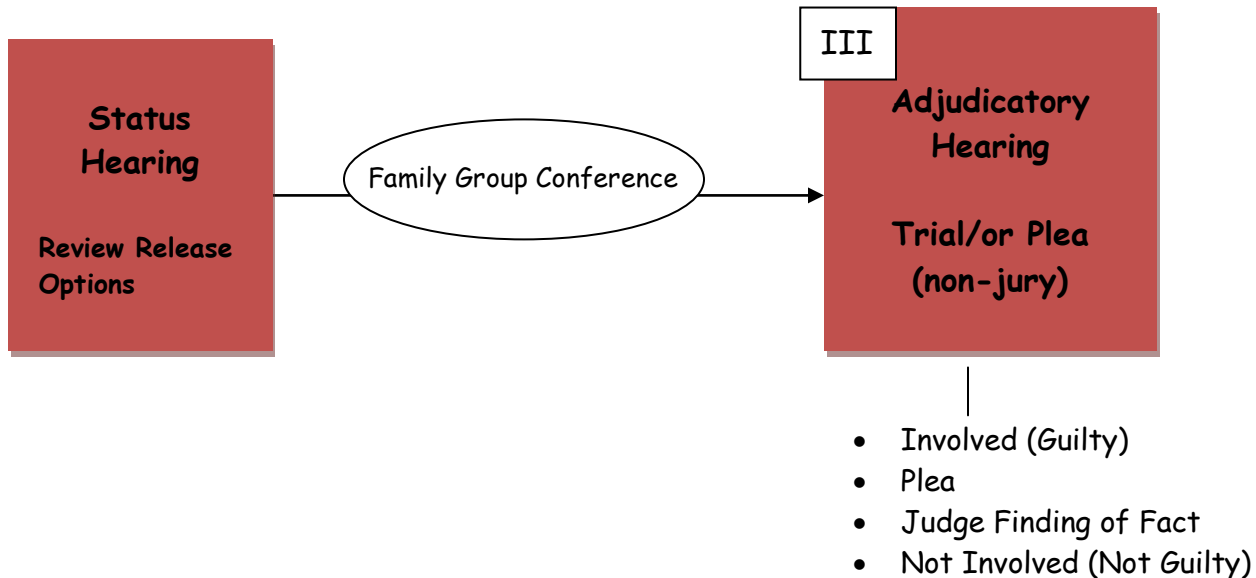 Status
Hearing
Review Release
Options
Family Group Conference
III
Adjudicatory
Hearing
Trial/or Plea
(non-jury)
• Involved (Guilty)
• Plea
• Judge Finding of Fact
• Not Involved (Not Guilty)